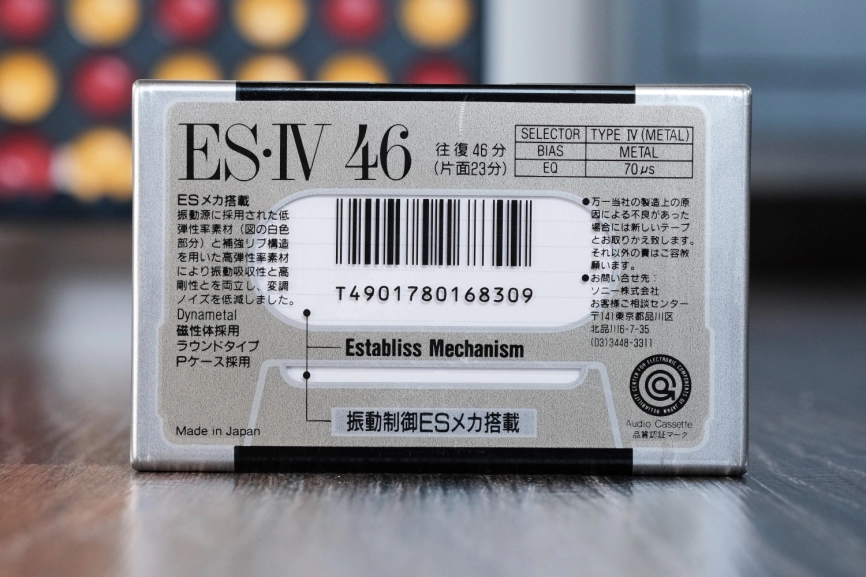 ES·IV 46
往復46分
(片面23分)
SELECTOR TYPE IV (METAL)
BIAS METAL
EQ 70μs
ESメカ搭載
振動源に採用された低
弾性率素材（図の白色
部分）と補強リブ構造
を用いた高弾性率素材
により振動吸収性と高
剛性とを両立し、変調
ノイズを低減しました。
Dynametal
磁性体採用
ラウンドタイプ
Pケース採用
Made in Japan
T4901780168309
Establiss Mechanism
振動制御ESメカ搭載
●万一当社の製造上の原
因による不良があった
場合には新しいテープ
とお取りかえ致します。
それ以外の責はご容赦
願います。
●お問い合せ先：
ソニー株式会社
お客様ご相談センター
〒141東京都品川区
北品川6-7-35
(03)3448-3311
RELIABILITY CENTER FOR ELECTRONIC COMPONENTS OF JAPAN
Audio Cassette
品質認証マーク